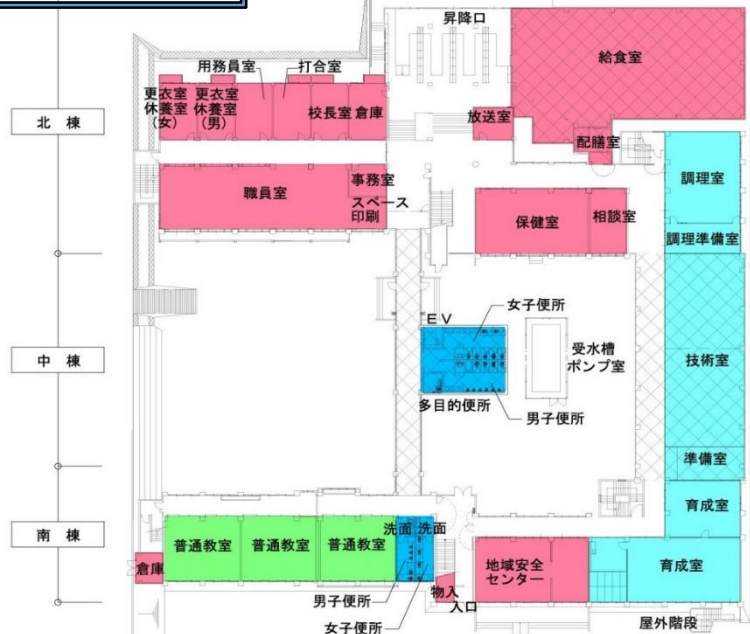 昇降口
用務員室
打合室
給食室
更衣室
休養室
(女)
更衣室
休養室
(男)
校長室
倉庫
放送室
北 棟
配膳室
調理室
職員室
事務室
スペース
印刷
保健室
相談室
調理準備室
女子便所
EV
中 棟
受水槽
ポンプ室
技術室
多目的便所
男子便所
準備室
育成室
南 棟
普通教室
普通教室
普通教室
洗面
洗面
倉庫
地域安全
センター
育成室
男子便所
物入
入口
女子便所
屋外階段